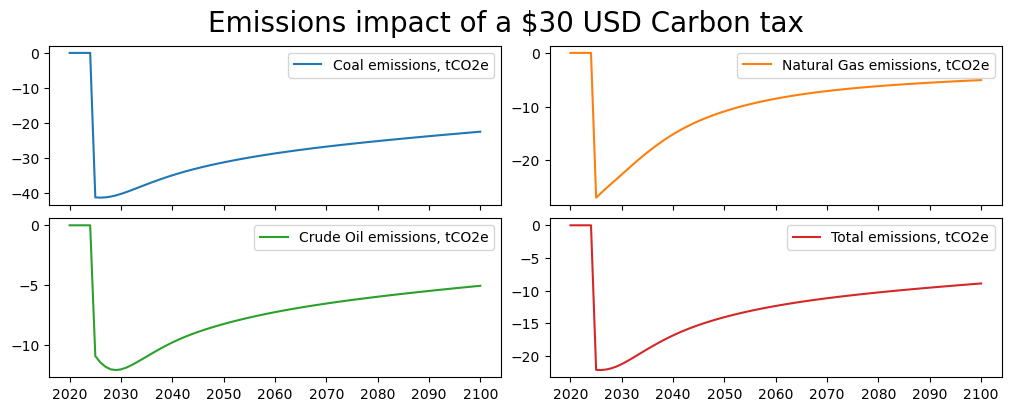 Emissions impact of a $30 USD Carbon tax
0
−10
−20
−30
−40
Coal emissions, tCO2e
0
−10
−20
Natural Gas emissions, tCO2e
0
−5
−10
Crude Oil emissions, tCO2e
2020 2030 2040 2050 2060 2070 2080 2090 2100
0
−5
−10
−15
−20
Total emissions, tCO2e
2020 2030 2040 2050 2060 2070 2080 2090 2100